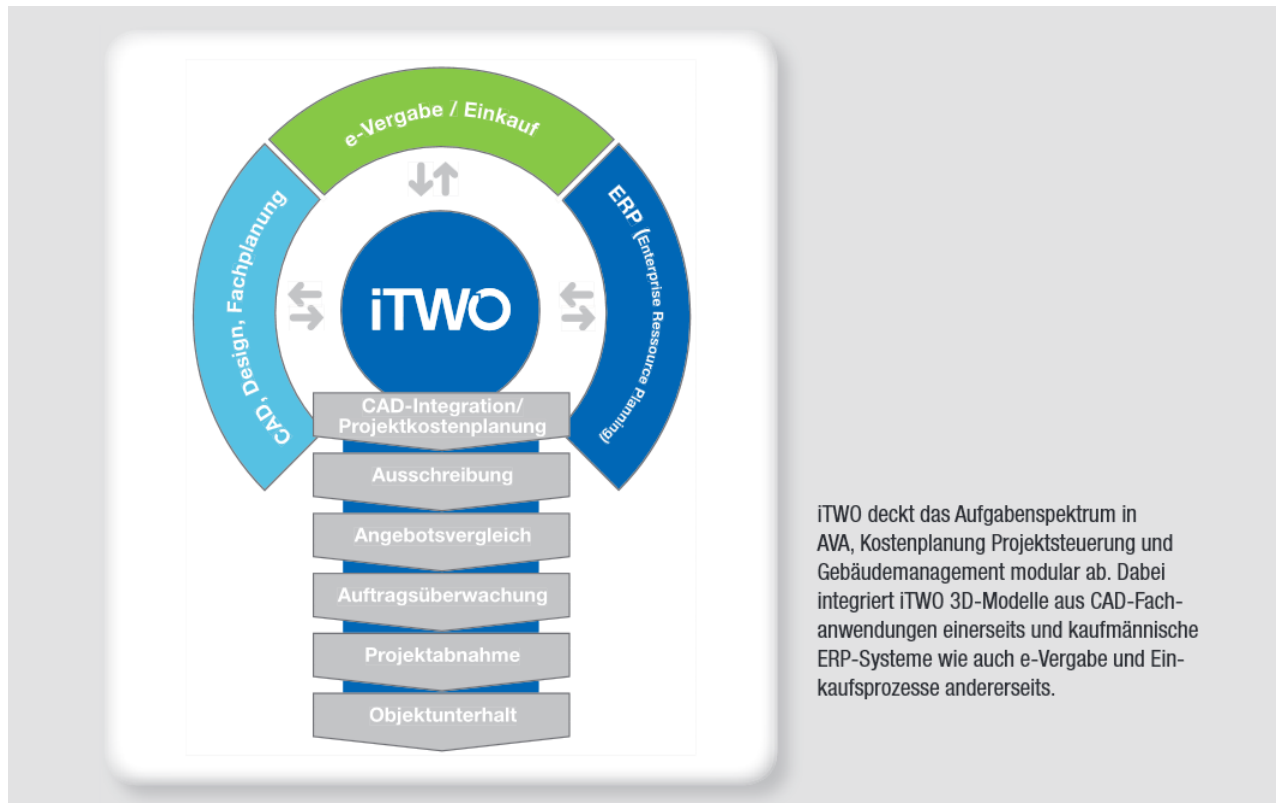 e-Vergabe / Einkauf
CAD, Design, Fachplanung
ERP (Enterprise Ressource Planning)
iTWO
CAD-Integration/
Projektkostenplanung
Ausschreibung
Angebotsvergleich
Auftragsüberwachung
Projektabnahme
Objektunterhalt
iTWO deckt das Aufgabenspektrum in
AVA, Kostenplanung Projektsteuerung und
Gebäudemanagement modular ab. Dabei
integriert iTWO 3D-Modelle aus CAD-Fach-
anwendungen einerseits und kaufmännische
ERP-Systeme wie auch e-Vergabe und Ein-
kaufsprozesse andererseits.